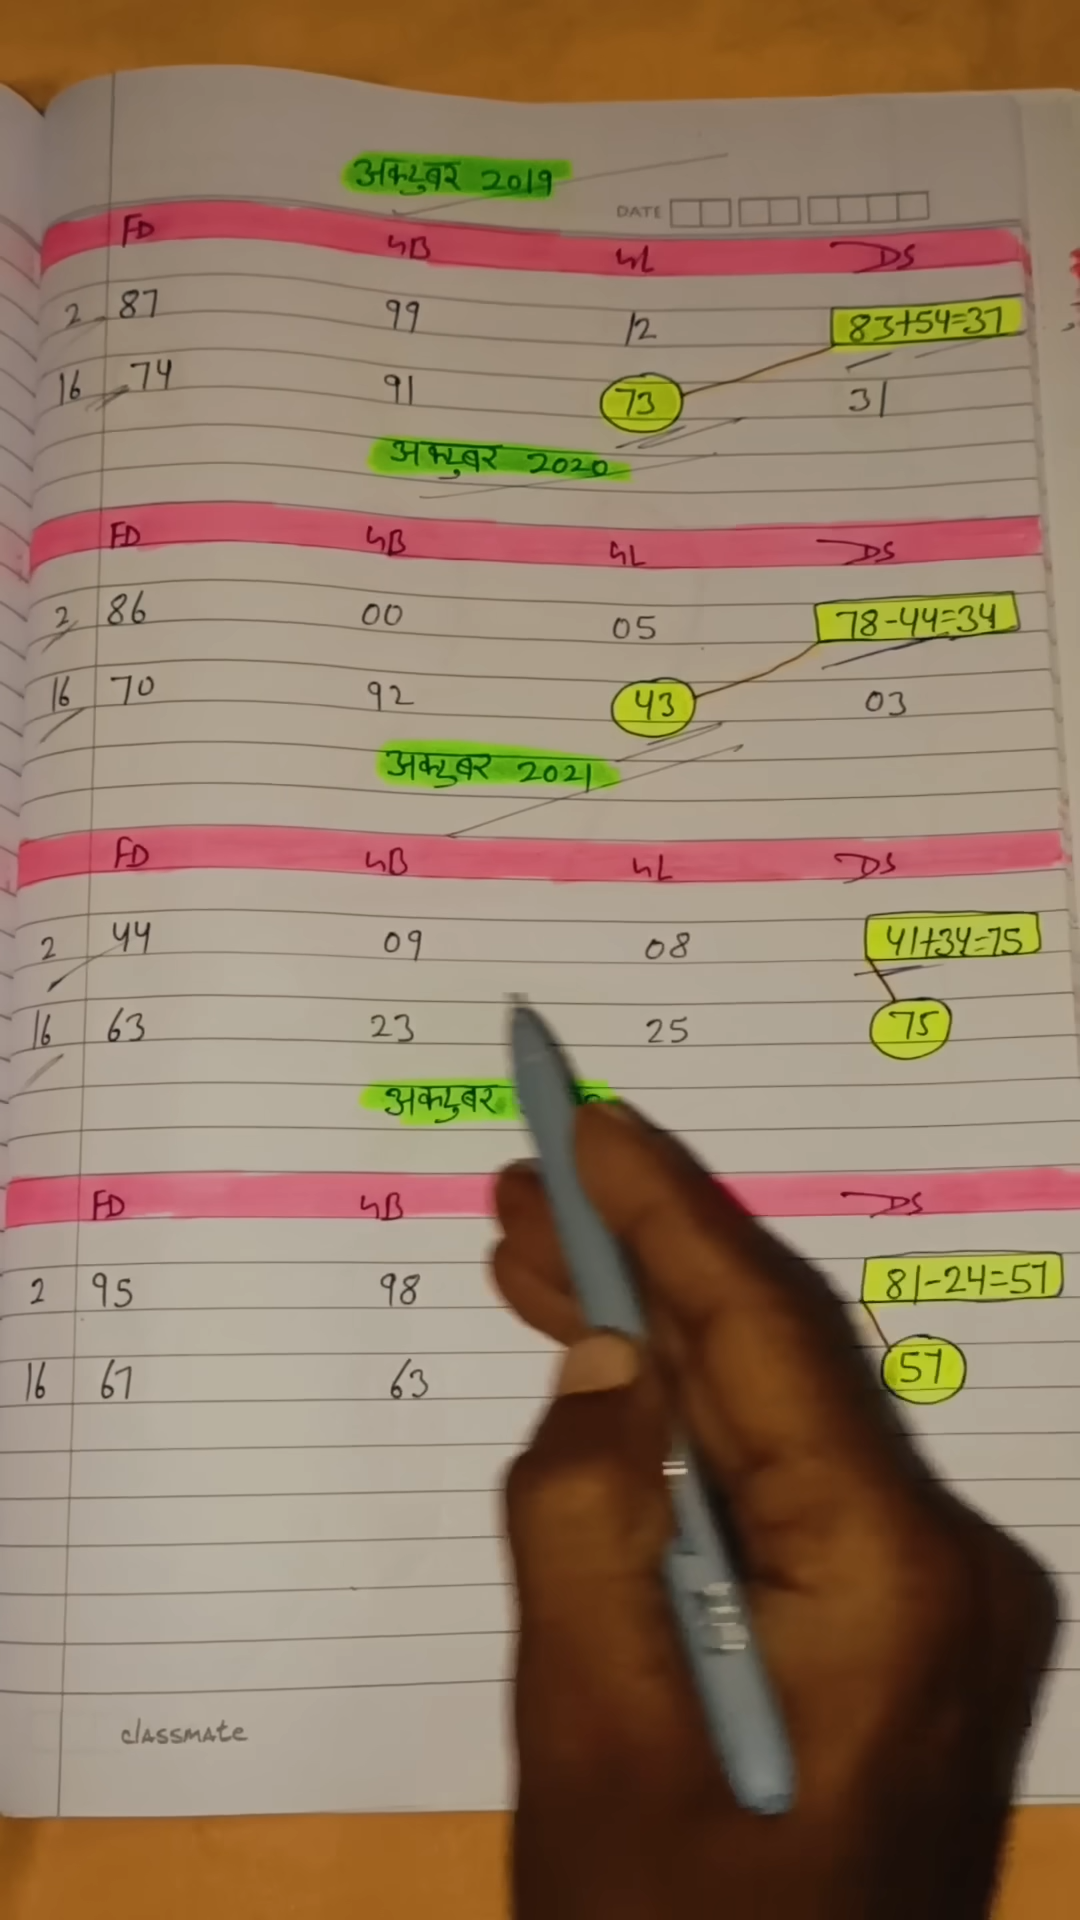 अक्टुबर 2019
DATE
FD GB GL DS
2 87 99 12 83+54=37
16 74 91 73 31
अक्टुबर 2020
FD GB GL DS
2 86 00 05 78-44=34
16 70 92 43 03
अक्टुबर 2021
FD GB GL DS
2 44 09 08 41+34=75
16 63 23 25 75
अक्टुबर
FD GB DS
2 95 98 81-24=57
16 67 63 57
classmate